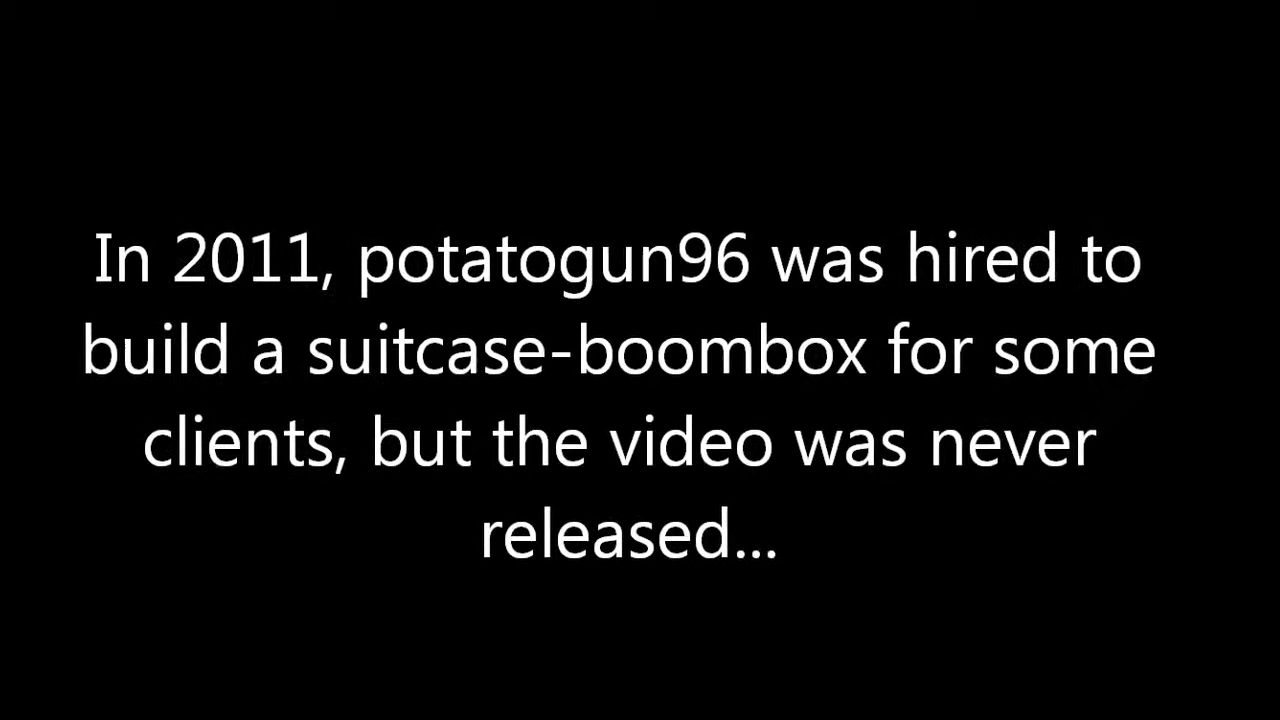 In 2011, potatogun96 was hired to
build a suitcase-boombox for some
clients, but the video was never
released...